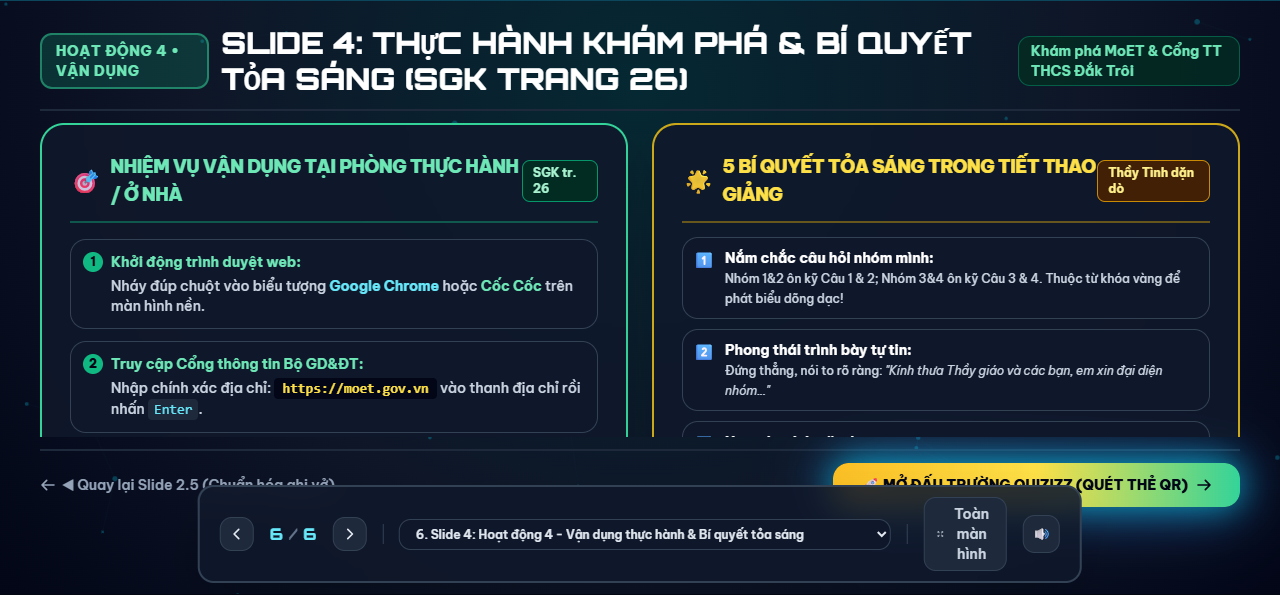 HOẠT ĐỘNG 4 •
VẬN DỤNG
SLIDE 4: THỰC HÀNH KHÁM PHÁ & BÍ QUYẾT
TỎA SÁNG (SGK TRANG 26)
Khám phá MoET & Cổng TT
THCS Đắk Trôi
NHIỆM VỤ VẬN DỤNG TẠI PHÒNG THỰC HÀNH
/ Ở NHÀ
SGK tr.
26
1 Khởi động trình duyệt web:
Nháy đúp chuột vào biểu tượng Google Chrome hoặc Cốc Cốc trên
màn hình nền.
2 Truy cập Cổng thông tin Bộ GD&ĐT:
Nhập chính xác địa chỉ: https://moet.gov.vn vào thanh địa chỉ rồi
nhấn Enter.
5 BÍ QUYẾT TỎA SÁNG TRONG TIẾT THAO
GIẢNG
Thầy Tình dặn
dò
1 Nắm chắc câu hỏi nhóm mình:
Nhóm 1&2 ôn kỹ Câu 1 & 2; Nhóm 3&4 ôn kỹ Câu 3 & 4. Thuộc từ khóa vàng để
phát biểu dõng dạc!
2 Phong thái trình bày tự tin:
Đứng thẳng, nói to rõ ràng: "Kính thưa Thầy giáo và các bạn, em xin đại diện
nhóm..."
← ◀ Quay lại Slide 2.5 (Chuẩn hóa ghi vở)
MỞ ĐẤU TRƯỜNG QUIZIZZ (QUÉT THẺ QR) →
6 / 6
6. Slide 4: Hoạt động 4 - Vận dụng thực hành & Bí quyết tỏa sáng
Toàn
màn
hình